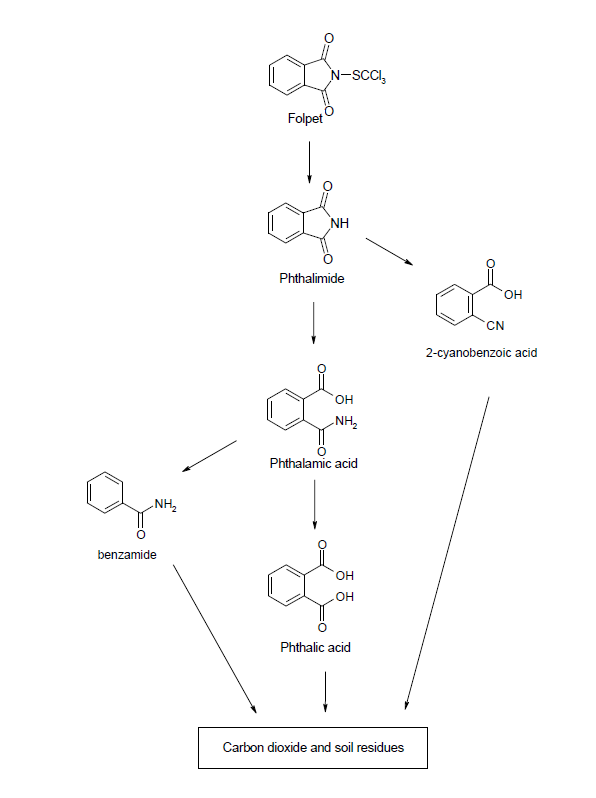 O
N-SCCl3
O
Folpet
O
NH
O
Phthalimide
O
OH
CN
2-cyanobenzoic acid
O
OH
NH2
O
Phthalamic acid
NH2
O
benzamide
O
OH
OH
O
Phthalic acid
Carbon dioxide and soil residues